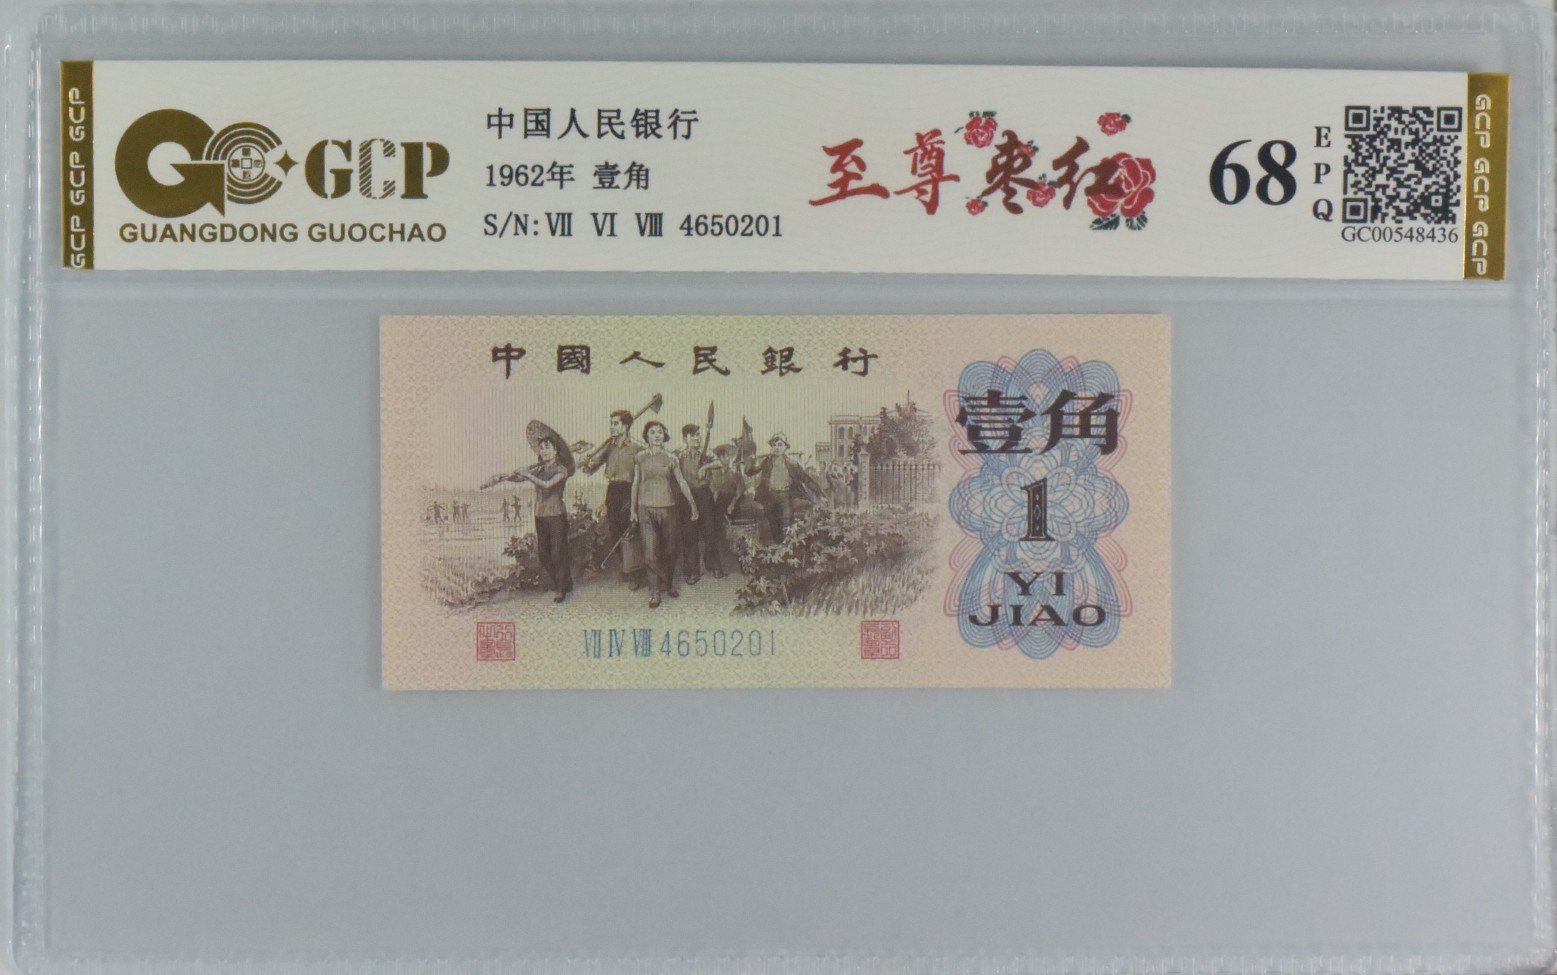 GCP GCP GCP
GCP
GUANGDONG GUOCHAO
中国人民银行
1962年 壹角
S/N:Ⅶ Ⅵ Ⅷ 4650201
至尊枣红
68
EPQ
GC00548436
GCP GCP GCP
中國人民銀行
壹角
1
YI
JIAO
Ⅶ Ⅳ Ⅷ 4650201